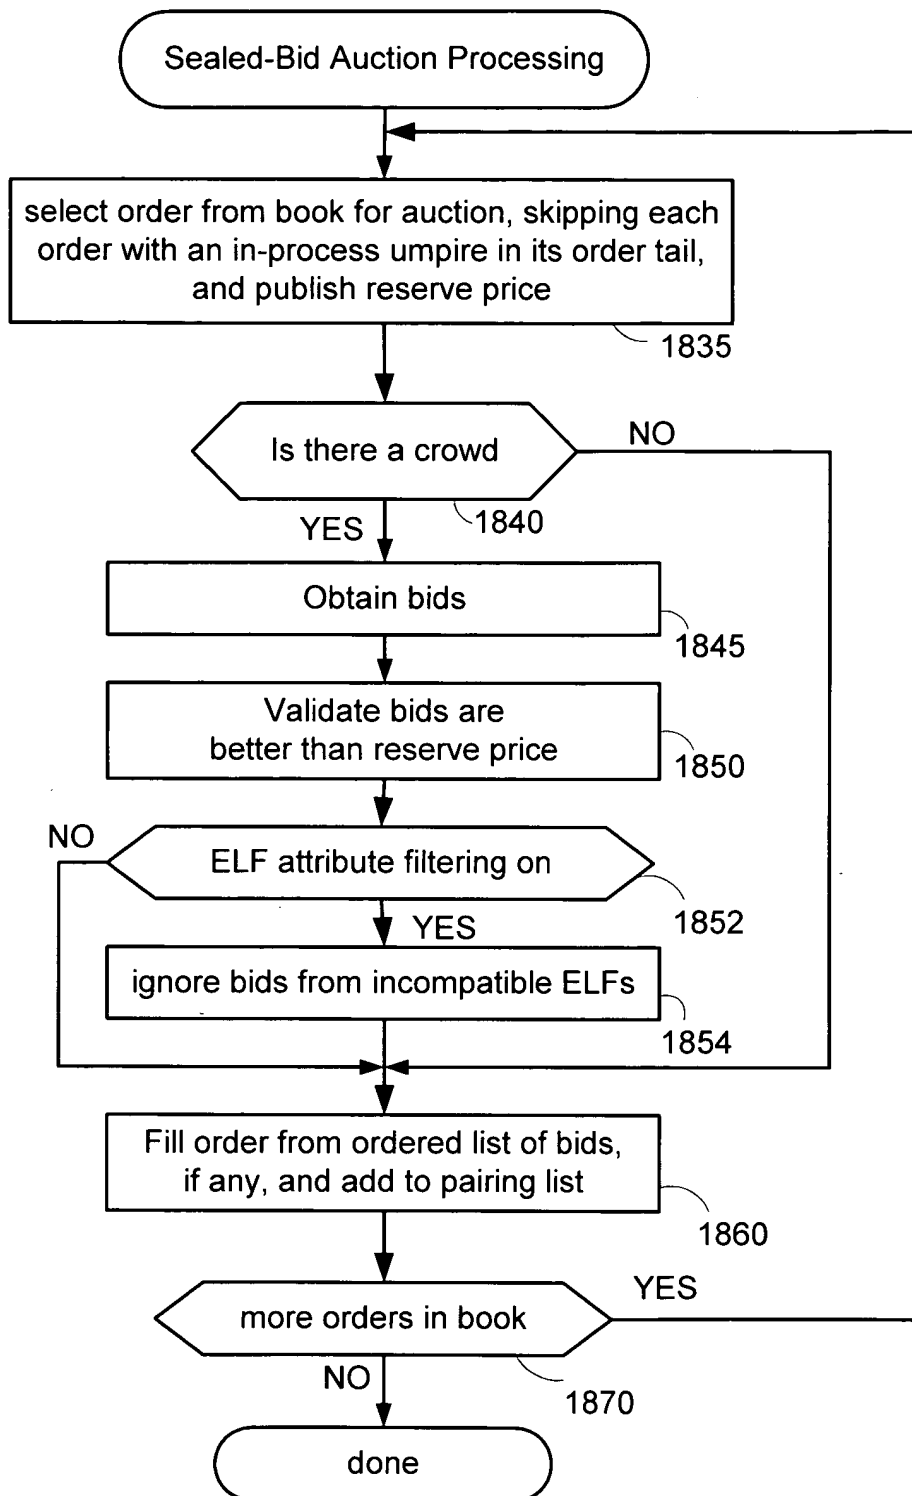 Sealed-Bid Auction Processing
select order from book for auction, skipping each
order with an in-process umpire in its order tail,
and publish reserve price
1835
Is there a crowd
NO
1840
YES
Obtain bids
1845
Validate bids are
better than reserve price
1850
NO
ELF attribute filtering on
1852
YES
ignore bids from incompatible ELFs
1854
Fill order from ordered list of bids,
if any, and add to pairing list
1860
YES
more orders in book
NO
1870
done